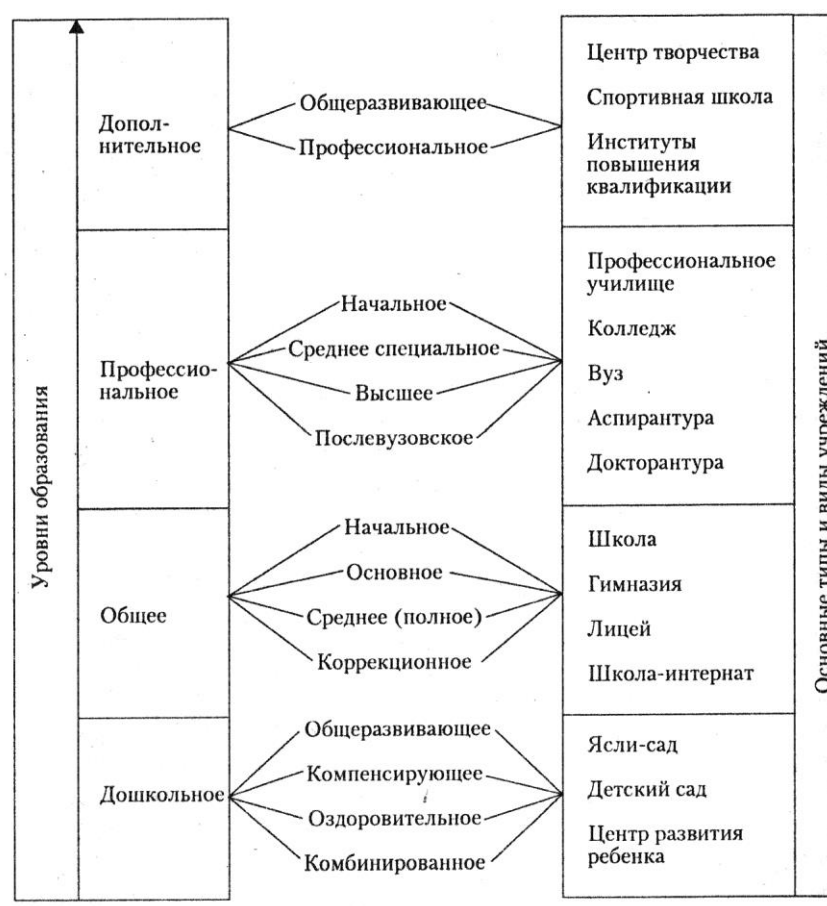 Уровни образования
Допол-
нительное
Общеразвивающее
Профессиональное
Центр творчества
Спортивная школа
Институты
повышения
квалификации
Профессио-
нальное
Начальное
Среднее специальное
Высшее
Послевузовское
Профессиональное
училище
Колледж
Вуз
Аспирантура
Докторантура
Общее
Начальное
Основное
Среднее (полное)
Коррекционное
Школа
Гимназия
Лицей
Школа-интернат
Дошкольное
Общеразвивающее
Компенсирующее
Оздоровительное
Комбинированное
Ясли-сад
Детский сад
Центр развития
ребенка
Основные типы и виды учреждений